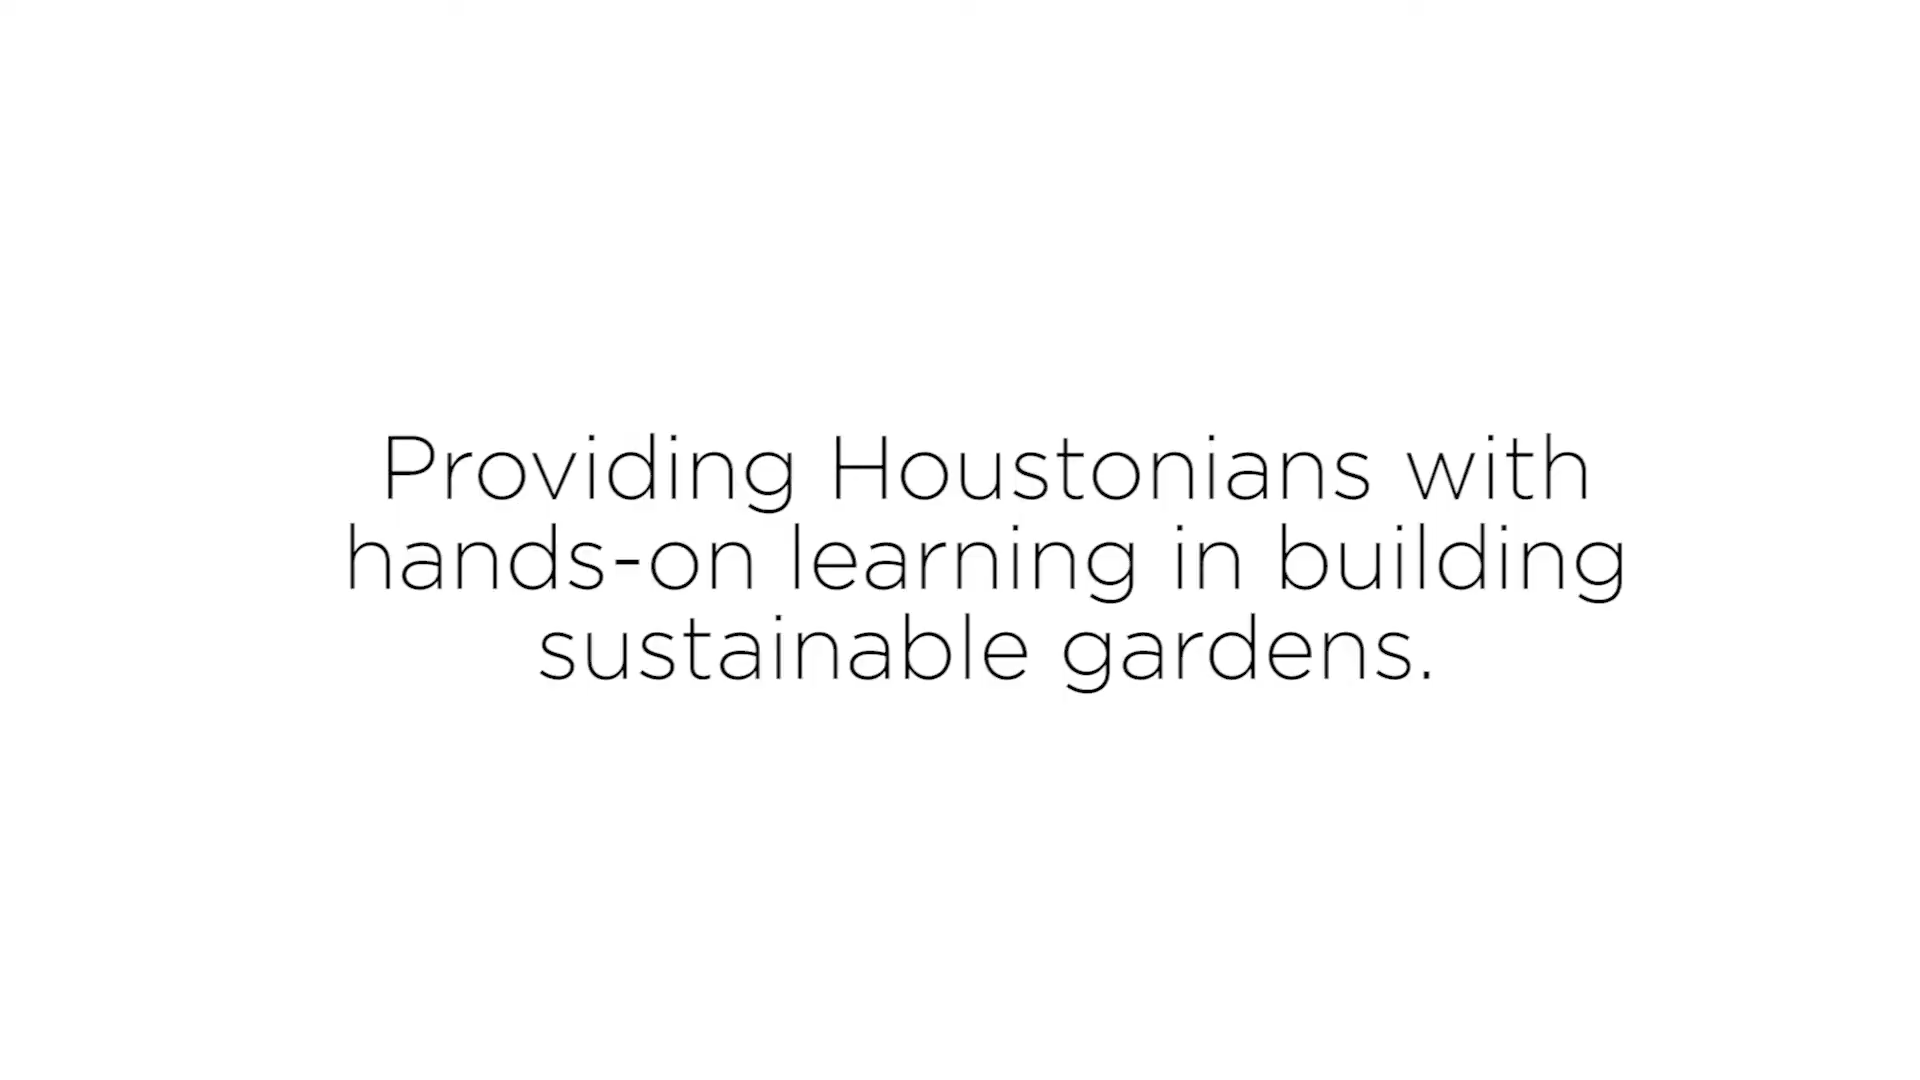 Providing Houstonians with
hands-on learning in building
sustainable gardens.